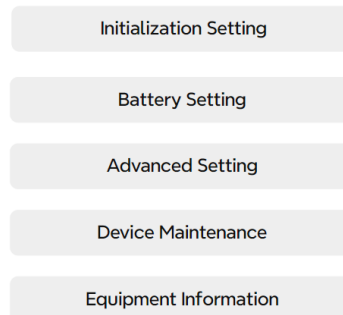 Initialization Setting
Battery Setting
Advanced Setting
Device Maintenance
Equipment Information